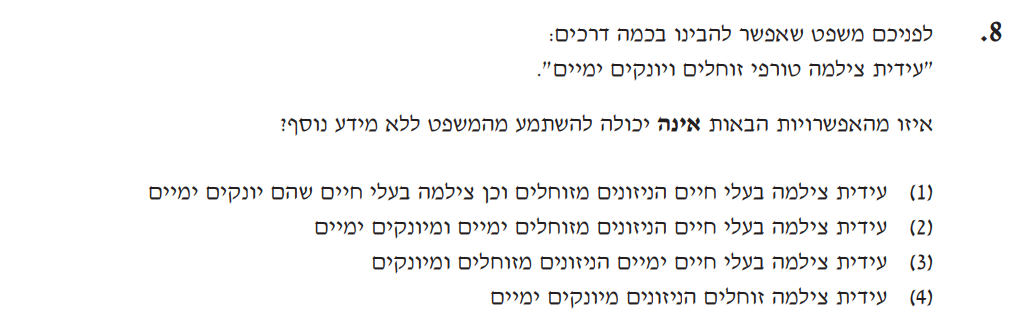 8. לפניכם משפט שאפשר להבינו בכמה דרכים:
"עידית צילמה טורפי זוחלים ויונקים ימיים".
איזו מהאפשרויות הבאות אינה יכולה להשתמע מהמשפט ללא מידע נוסף?
(1) עידית צילמה בעלי חיים הניזונים מזוחלים וכן צילמה בעלי חיים שהם יונקים ימיים
(2) עידית צילמה בעלי חיים הניזונים מזוחלים ימיים ומיונקים ימיים
(3) עידית צילמה בעלי חיים ימיים הניזונים מזוחלים ומיונקים
(4) עידית צילמה זוחלים הניזונים מיונקים ימיים